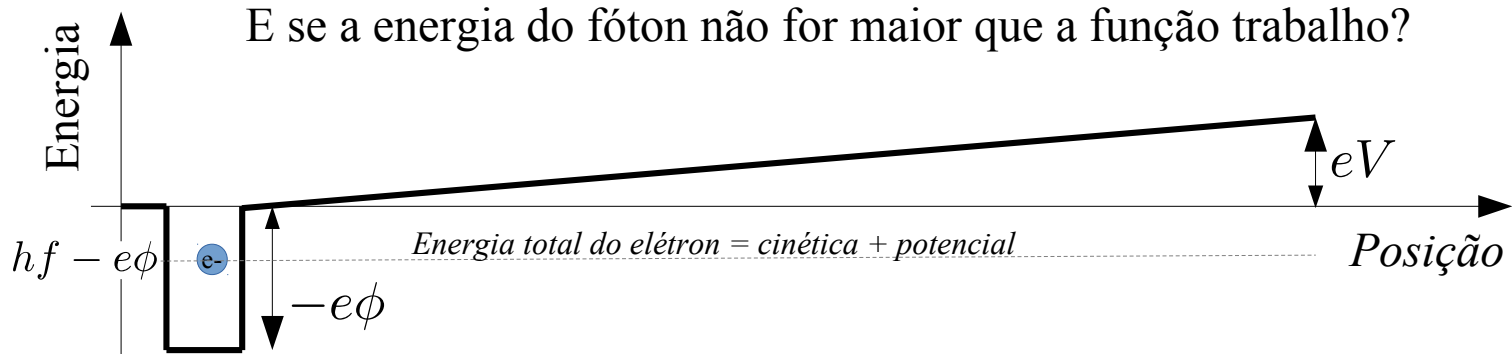 E se a energia do fóton não for maior que a função trabalho?
Energia
eV
hf − eϕ
e-
Energia total do elétron = cinética + potencial
Posição
−eϕ